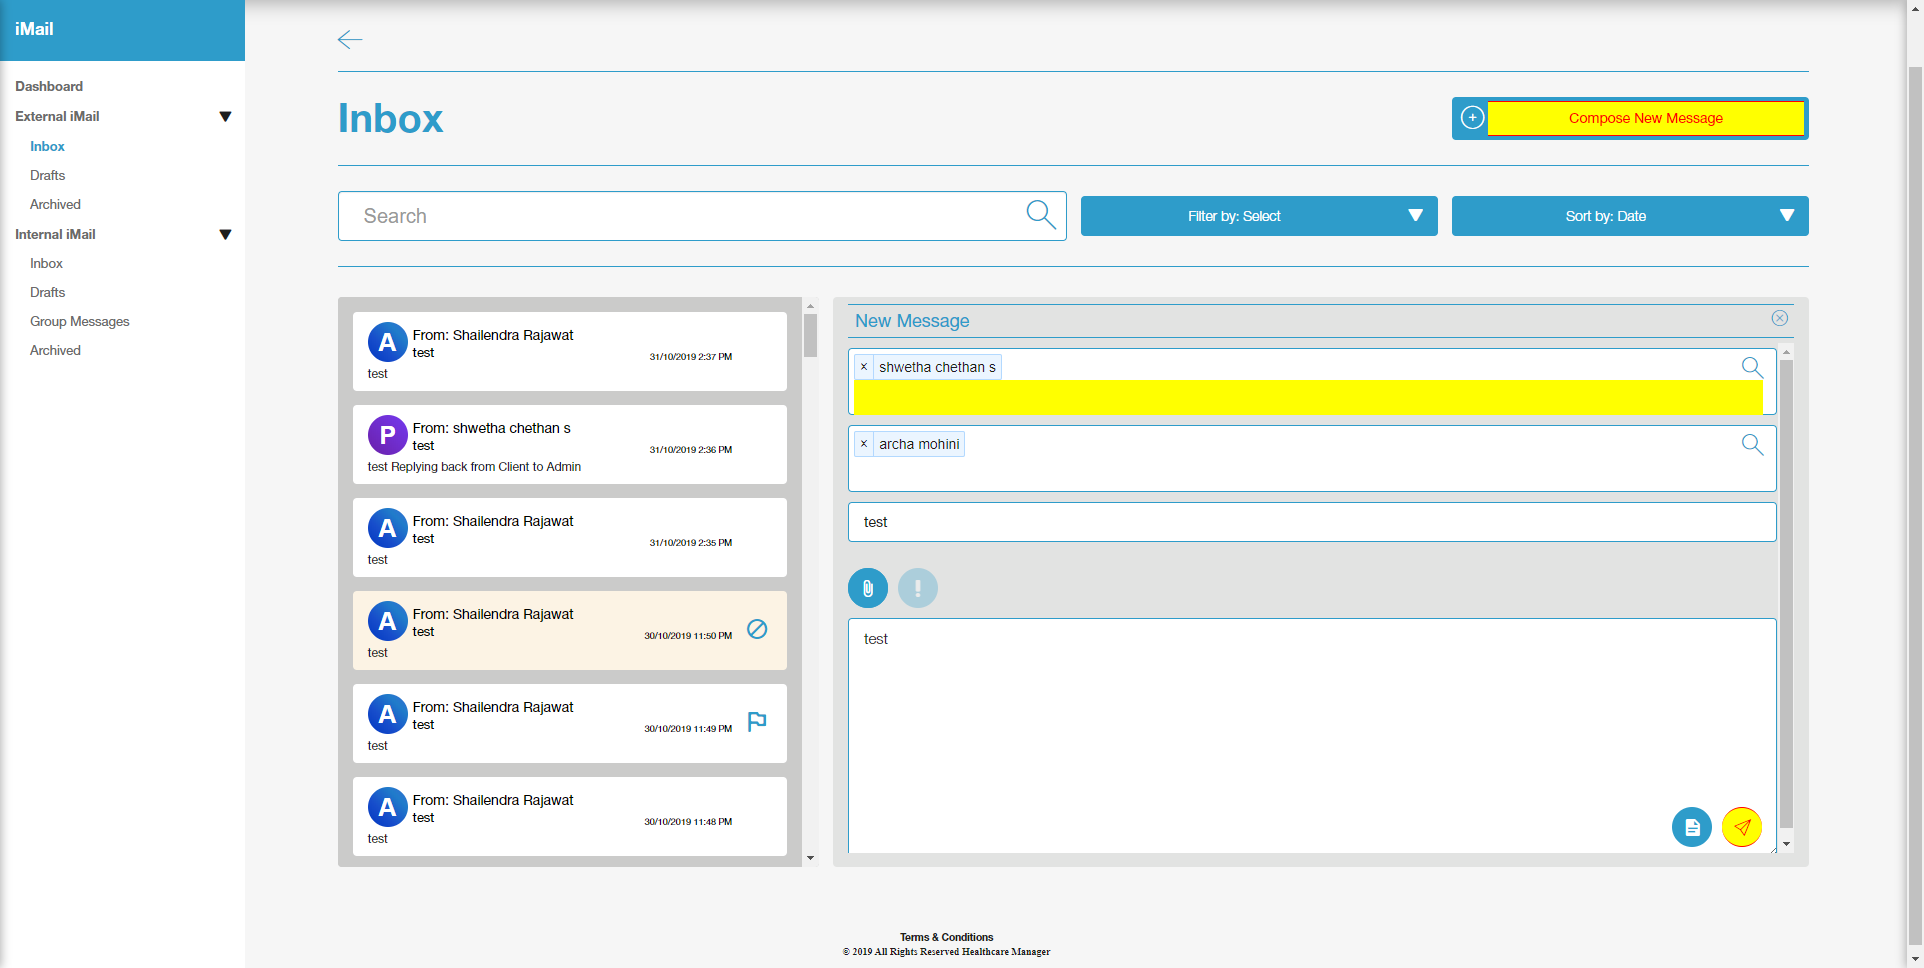 iMail
Dashboard
External iMail
Inbox
Drafts
Archived
Internal iMail
Inbox
Drafts
Group Messages
Archived
Inbox
Compose New Message
Search
Filter by: Select
Sort by: Date
A
From: Shailendra Rajawat
test
31/10/2019 2:37 PM
test
P
From: shwetha chethan s
test
31/10/2019 2:36 PM
test Replying back from Client to Admin
A
From: Shailendra Rajawat
test
31/10/2019 2:35 PM
test
A
From: Shailendra Rajawat
test
30/10/2019 11:50 PM
test
A
From: Shailendra Rajawat
test
30/10/2019 11:49 PM
test
A
From: Shailendra Rajawat
test
30/10/2019 11:48 PM
test
New Message
× shwetha chethan s
× archa mohini
test
test
Terms & Conditions
© 2019 All Rights Reserved Healthcare Manager